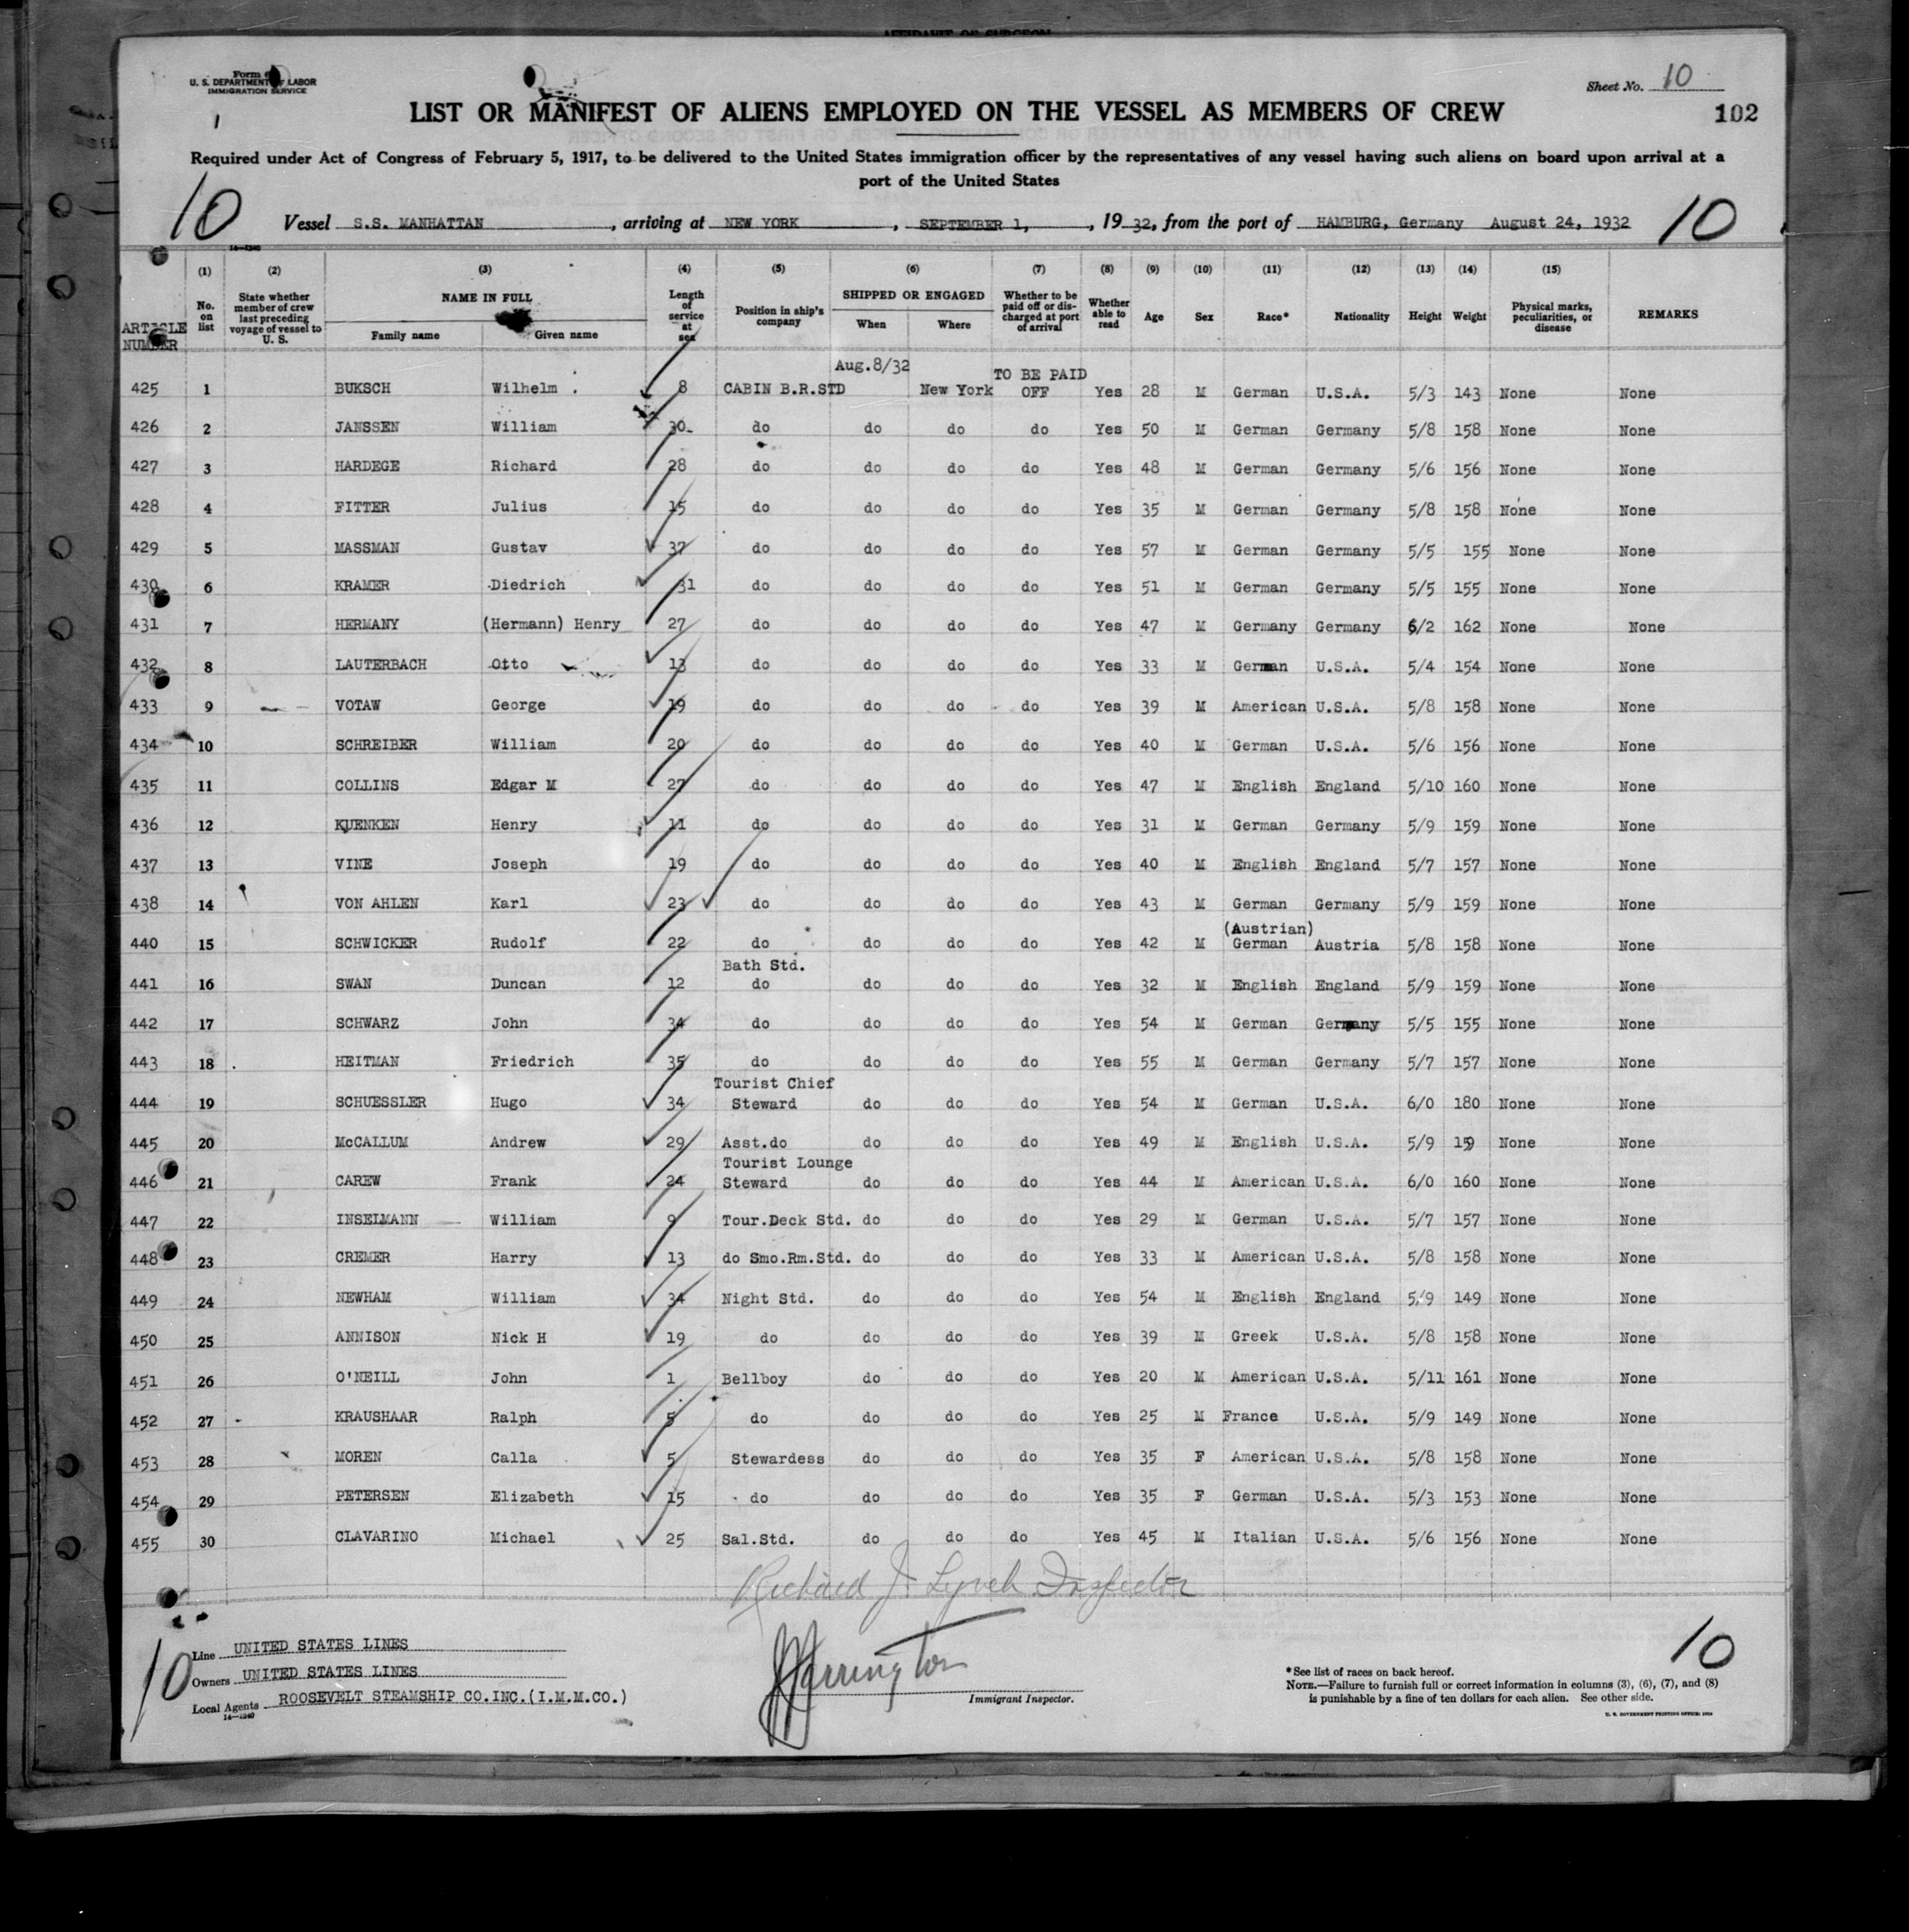 AFFIDAVIT OF SURGEON
Form 6
U. S. DEPARTMENT OF LABOR
IMMIGRATION SERVICE
Sheet No. 10
LIST OR MANIFEST OF ALIENS EMPLOYED ON THE VESSEL AS MEMBERS OF CREW
102
Required under Act of Congress of February 5, 1917, to be delivered to the United States immigration officer by the representatives of any vessel having such aliens on board upon arrival at a
port of the United States
10 Vessel S.S. MANHATTAN, arriving at NEW YORK, SEPTEMBER 1,, 19 32, from the port of HAMBURG, Germany August 24, 1932 10
14-1240
(1) (2) (3) (4) (5) (6) (7) (8) (9) (10) (11) (12) (13) (14) (15)
ARTICLE NUMBER No. on list State whether member of crew last preceding voyage of vessel to U. S. NAME IN FULL Family name Given name Length of service at sea Position in ship's company SHIPPED OR ENGAGED When Where Whether to be paid off or discharged at port of arrival Whether able to read Age Sex Race* Nationality Height Weight Physical marks, peculiarities, or disease REMARKS
Aug.8/32 TO BE PAID
425 1 BUKSCH Wilhelm . 8 CABIN B.R.STD New York OFF Yes 28 M German U.S.A. 5/3 143 None None
426 2 JANSSEN William 30 do do do do Yes 50 M German Germany 5/8 158 None None
427 3 HARDEGE Richard 28 do do do do Yes 48 M German Germany 5/6 156 None None
428 4 FITTER Julius 15 do do do do Yes 35 M German Germany 5/8 158 None None
429 5 MASSMAN Gustav 37 do do do do Yes 57 M German Germany 5/5 155 None None
430 6 KRAMER Diedrich 31 do do do do Yes 51 M German Germany 5/5 155 None None
431 7 HERMANY (Hermann) Henry 27 do do do do Yes 47 M Germany Germany 6/2 162 None None
432 8 LAUTERBACH Otto 13 do do do do Yes 33 M German U.S.A. 5/4 154 None None
433 9 VOTAW George 19 do do do do Yes 39 M American U.S.A. 5/8 158 None None
434 10 SCHREIBER William 20 do do do do Yes 40 M German U.S.A. 5/6 156 None None
435 11 COLLINS Edgar M 27 do do do do Yes 47 M English England 5/10 160 None None
436 12 KUENKEN Henry 11 do do do do Yes 31 M German Germany 5/9 159 None None
437 13 VINE Joseph 19 do do do do Yes 40 M English England 5/7 157 None None
438 14 VON AHLEN Karl 23 do do do do Yes 43 M German Germany 5/9 159 None None
(Austrian)
440 15 SCHWICKER Rudolf 22 do do do do Yes 42 M German Austria 5/8 158 None None
Bath Std.
441 16 SWAN Duncan 12 do do do do Yes 32 M English England 5/9 159 None None
442 17 SCHWARZ John 34 do do do do Yes 54 M German Germany 5/5 155 None None
443 18 HEITMAN Friedrich 35 do do do do Yes 55 M German Germany 5/7 157 None None
Tourist Chief
444 19 SCHUESSLER Hugo 34 Steward do do do Yes 54 M German U.S.A. 6/0 180 None None
445 20 McCALLUM Andrew 29 Asst.do do do do Yes 49 M English U.S.A. 5/9 159 None None
Tourist Lounge
446 21 CAREW Frank 24 Steward do do do Yes 44 M American U.S.A. 6/0 160 None None
447 22 INSELMANN William 9 Tour.Deck Std. do do do Yes 29 M German U.S.A. 5/7 157 None None
448 23 CREMER Harry 13 do Smo.Rm.Std. do do do Yes 33 M American U.S.A. 5/8 158 None None
449 24 NEWHAM William 34 Night Std. do do do Yes 54 M English England 5/9 149 None None
450 25 ANNISON Nick H 19 do do do do Yes 39 M Greek U.S.A. 5/8 158 None None
451 26 O'NEILL John 1 Bellboy do do do Yes 20 M American U.S.A. 5/11 161 None None
452 27 KRAUSHAAR Ralph 5 do do do do Yes 25 M France U.S.A. 5/9 149 None None
453 28 MOREN Calla 5 Stewardess do do do Yes 35 F American U.S.A. 5/8 158 None None
454 29 PETERSEN Elizabeth 15 do do do do Yes 35 F German U.S.A. 5/3 153 None None
455 30 CLAVARINO Michael 25 Sal.Std. do do do Yes 45 M Italian U.S.A. 5/6 156 None None
Richard J. Lynch Inspector
10 Line UNITED STATES LINES
Owners UNITED STATES LINES
Local Agents ROOSEVELT STEAMSHIP CO.INC.(I.M.M.CO.)
14-1240
Immigrant Inspector.
10
*See list of races on back hereof.
NOTE.—Failure to furnish full or correct information in columns (3), (6), (7), and (8)
is punishable by a fine of ten dollars for each alien. See other side.
U. S. GOVERNMENT PRINTING OFFICE: 1926